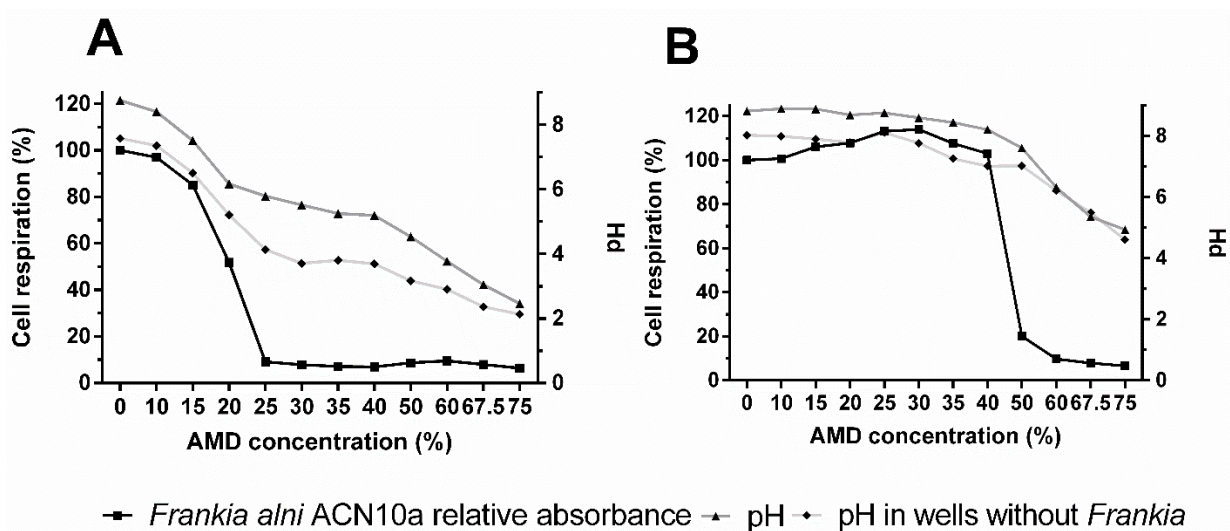 A
B
120
100
80
60
40
20
0
Cell respiration (%)
8
6
4
2
0
pH
0 10 15 20 25 30 35 40 50 60 67.5 75
AMD concentration (%)
120
100
80
60
40
20
0
Cell respiration (%)
8
6
4
2
0
pH
0 10 15 20 25 30 35 40 50 60 67.5 75
AMD concentration (%)
Frankia alni ACN10a relative absorbance pH pH in wells without Frankia